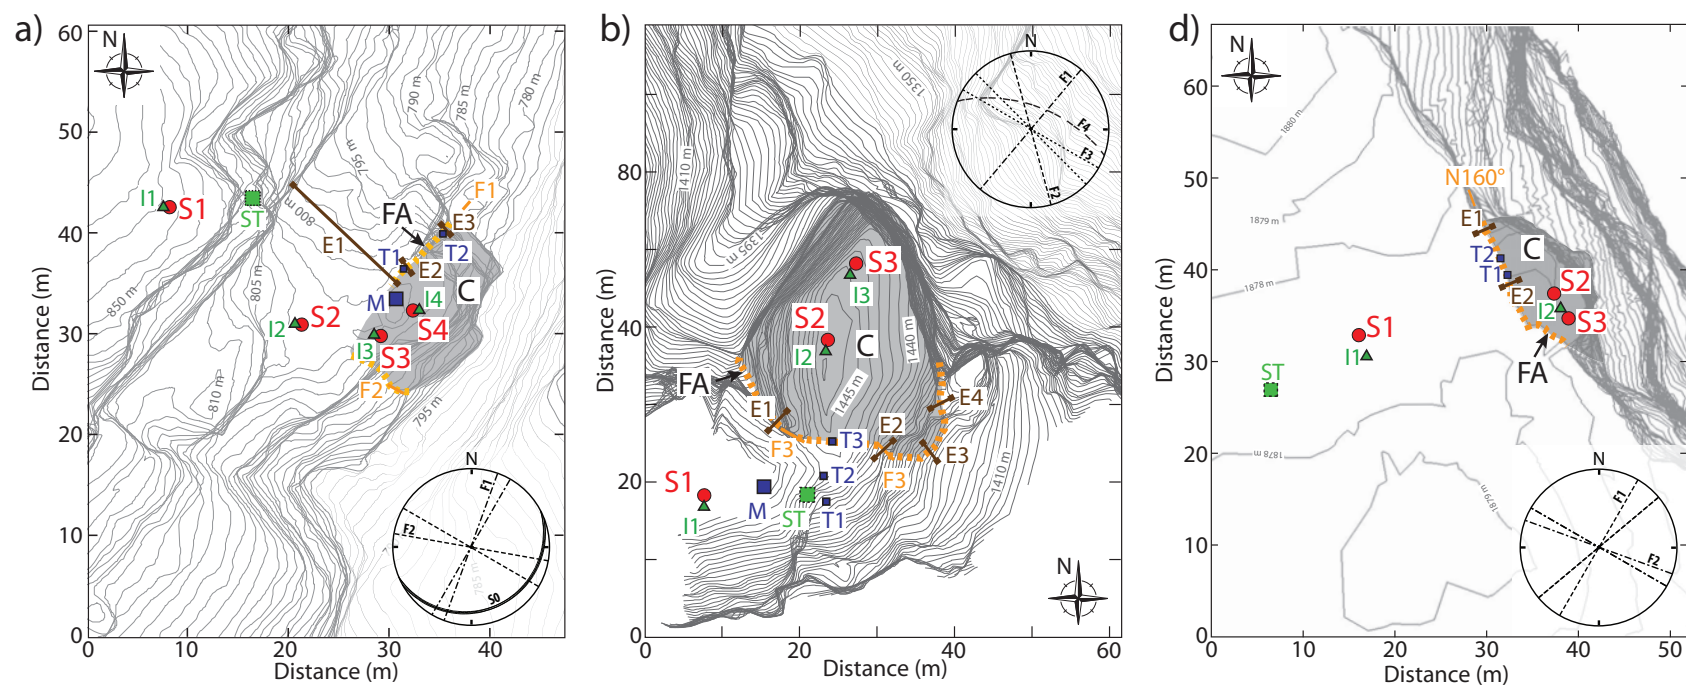 a)
60
50
40
30
20
10
0
0
10
20
30
40
Distance (m)
Distance (m)
N
790 m
785 m
780 m
795 m
800 m
805 m
850 m
810 m
795 m
785 m
I1
S1
ST
E1
FA
F1
E3
T1
T2
E2
C
M
I4
I2
S2
S4
I3
S3
F2
N
F1
F2
S0
b)
80
40
20
0
0
20
40
60
Distance (m)
Distance (m)
1410 m
1350 m
1395 m
1440 m
1445 m
1410 m
N
F1
F4
F3
F2
S3
I3
S2
I2
C
FA
E1
F3
T3
E2
E4
E3
F3
S1
I1
M
ST
T2
T1
N
d)
60
50
40
30
20
10
0
0
10
20
30
40
50
Distance (m)
Distance (m)
N
1880 m
1879 m
1878 m
1878 m
1879 m
N160°
E1
C
T2
T1
E2
S2
I2
S3
S1
I1
FA
ST
N
F1
F2